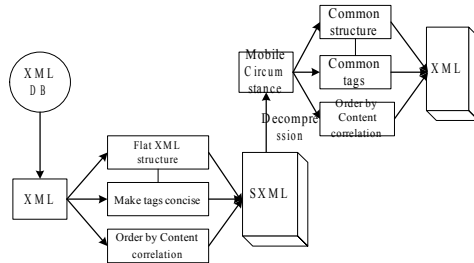 XML
DB
XML
Flat XML
structure
Make tags concise
Order by Content
correlation
SXML
Decompre
ssion
Mobile
Circum
stance
Common
structure
Common
tags
Order by
Content
correlation
XML